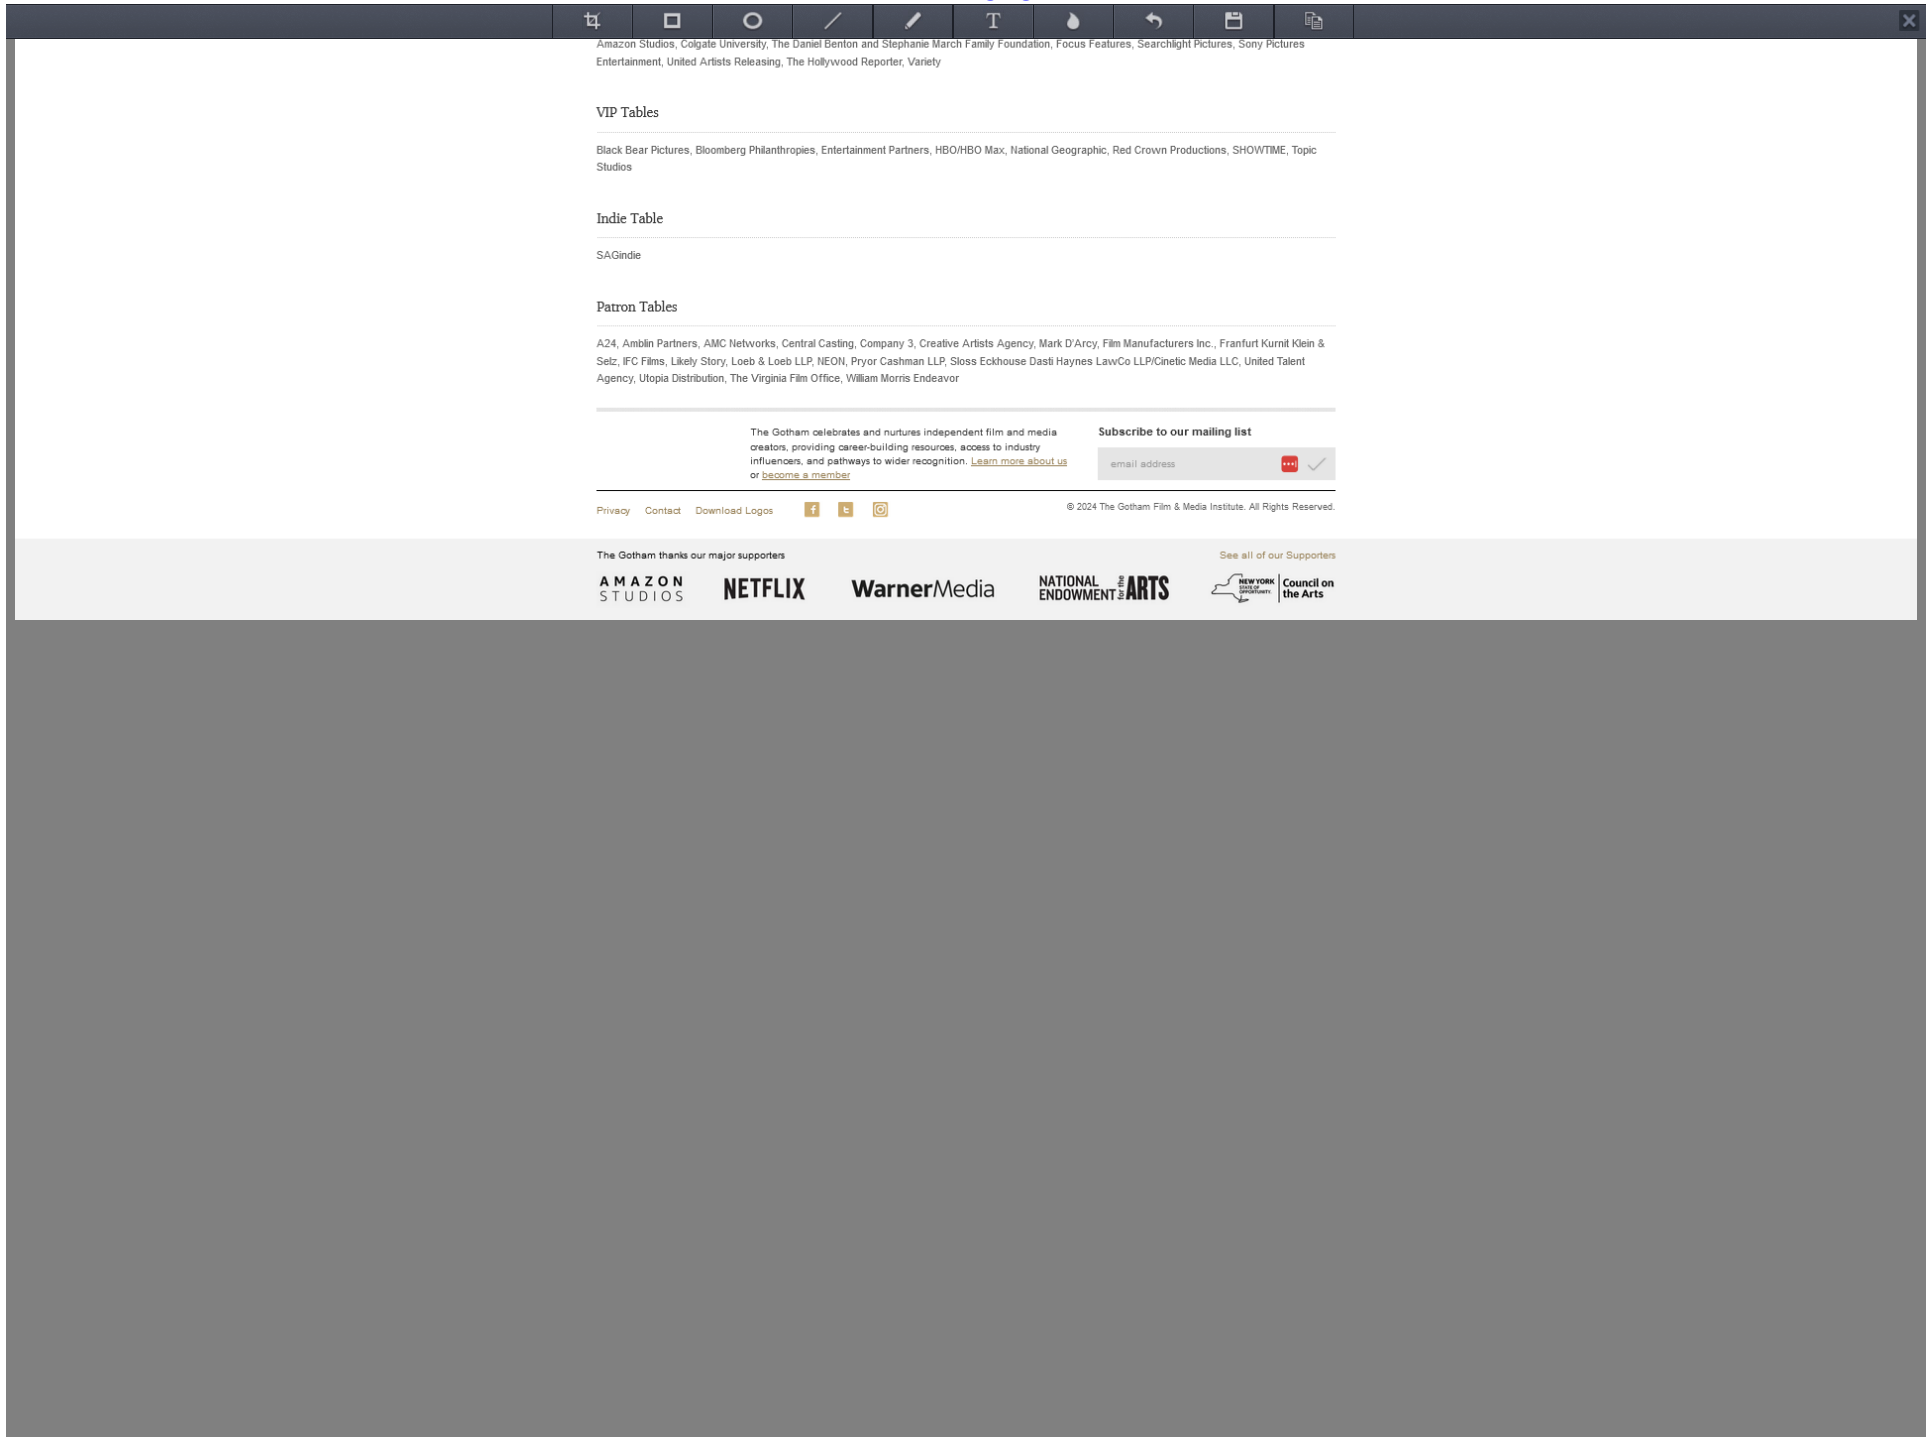 T
Amazon Studios, Colgate University, The Daniel Benton and Stephanie March Family Foundation, Focus Features, Searchlight Pictures, Sony Pictures
Entertainment, United Artists Releasing, The Hollywood Reporter, Variety
VIP Tables
Black Bear Pictures, Bloomberg Philanthropies, Entertainment Partners, HBO/HBO Max, National Geographic, Red Crown Productions, SHOWTIME, Topic
Studios
Indie Table
SAGindie
Patron Tables
A24, Amblin Partners, AMC Networks, Central Casting, Company 3, Creative Artists Agency, Mark D'Arcy, Film Manufacturers Inc., Franfurt Kurnit Klein &
Selz, IFC Films, Likely Story, Loeb & Loeb LLP, NEON, Pryor Cashman LLP, Sloss Eckhouse Dasti Haynes LawCo LLP/Cinetic Media LLC, United Talent
Agency, Utopia Distribution, The Virginia Film Office, William Morris Endeavor
The Gotham celebrates and nurtures independent film and media
creators, providing career-building resources, access to industry
influencers, and pathways to wider recognition. Learn more about us
or become a member
Subscribe to our mailing list
email address
Privacy Contact Download Logos
© 2024 The Gotham Film & Media Institute. All Rights Reserved.
The Gotham thanks our major supporters
See all of our Supporters
AMAZON
STUDIOS
NETFLIX
WarnerMedia
NATIONAL
ENDOWMENT for the ARTS
NEW YORK
STATE OF
OPPORTUNITY.
Council on
the Arts